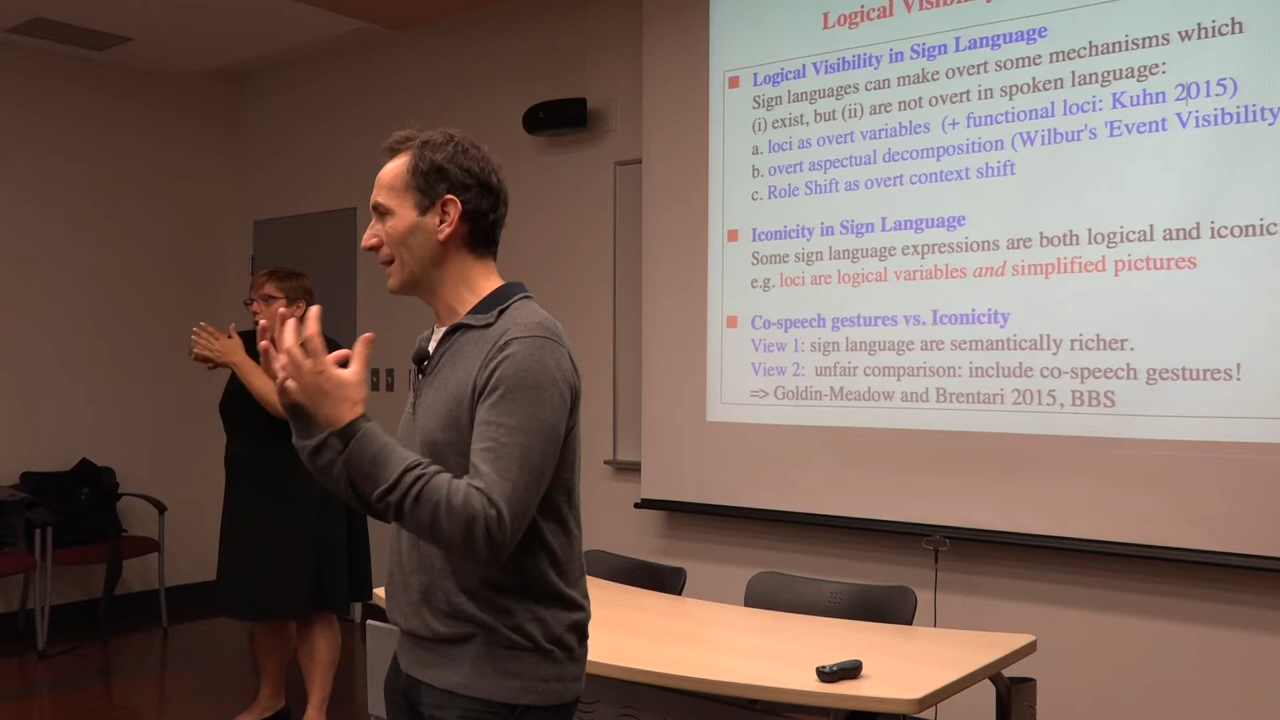 Logical Visibility
Logical Visibility in Sign Language
Sign languages can make overt some mechanisms which
(i) exist, but (ii) are not overt in spoken language:
a. loci as overt variables (+ functional loci: Kuhn 2015)
b. overt aspectual decomposition (Wilbur's 'Event Visibility
c. Role Shift as overt context shift
Iconicity in Sign Language
Some sign language expressions are both logical and iconic
e.g. loci are logical variables and simplified pictures
Co-speech gestures vs. Iconicity
View 1: sign language are semantically richer.
View 2: unfair comparison: include co-speech gestures!
=> Goldin-Meadow and Brentari 2015, BBS